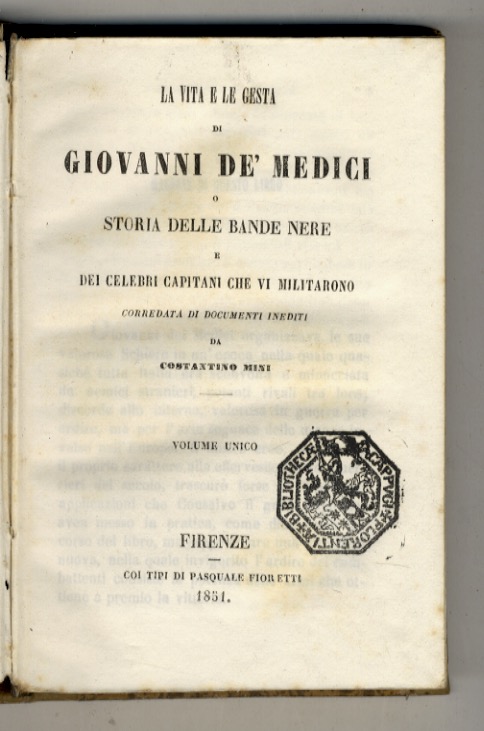 LA VITA E LE GESTA
DI
GIOVANNI DE' MEDICI
O
STORIA DELLE BANDE NERE
E
DEI CELEBRI CAPITANI CHE VI MILITARONO
CORREDATA DI DOCUMENTI INEDITI
DA
COSTANTINO MINI
VOLUME UNICO
FIRENZE
COI TIPI DI PASQUALE FIORETTI
1851.